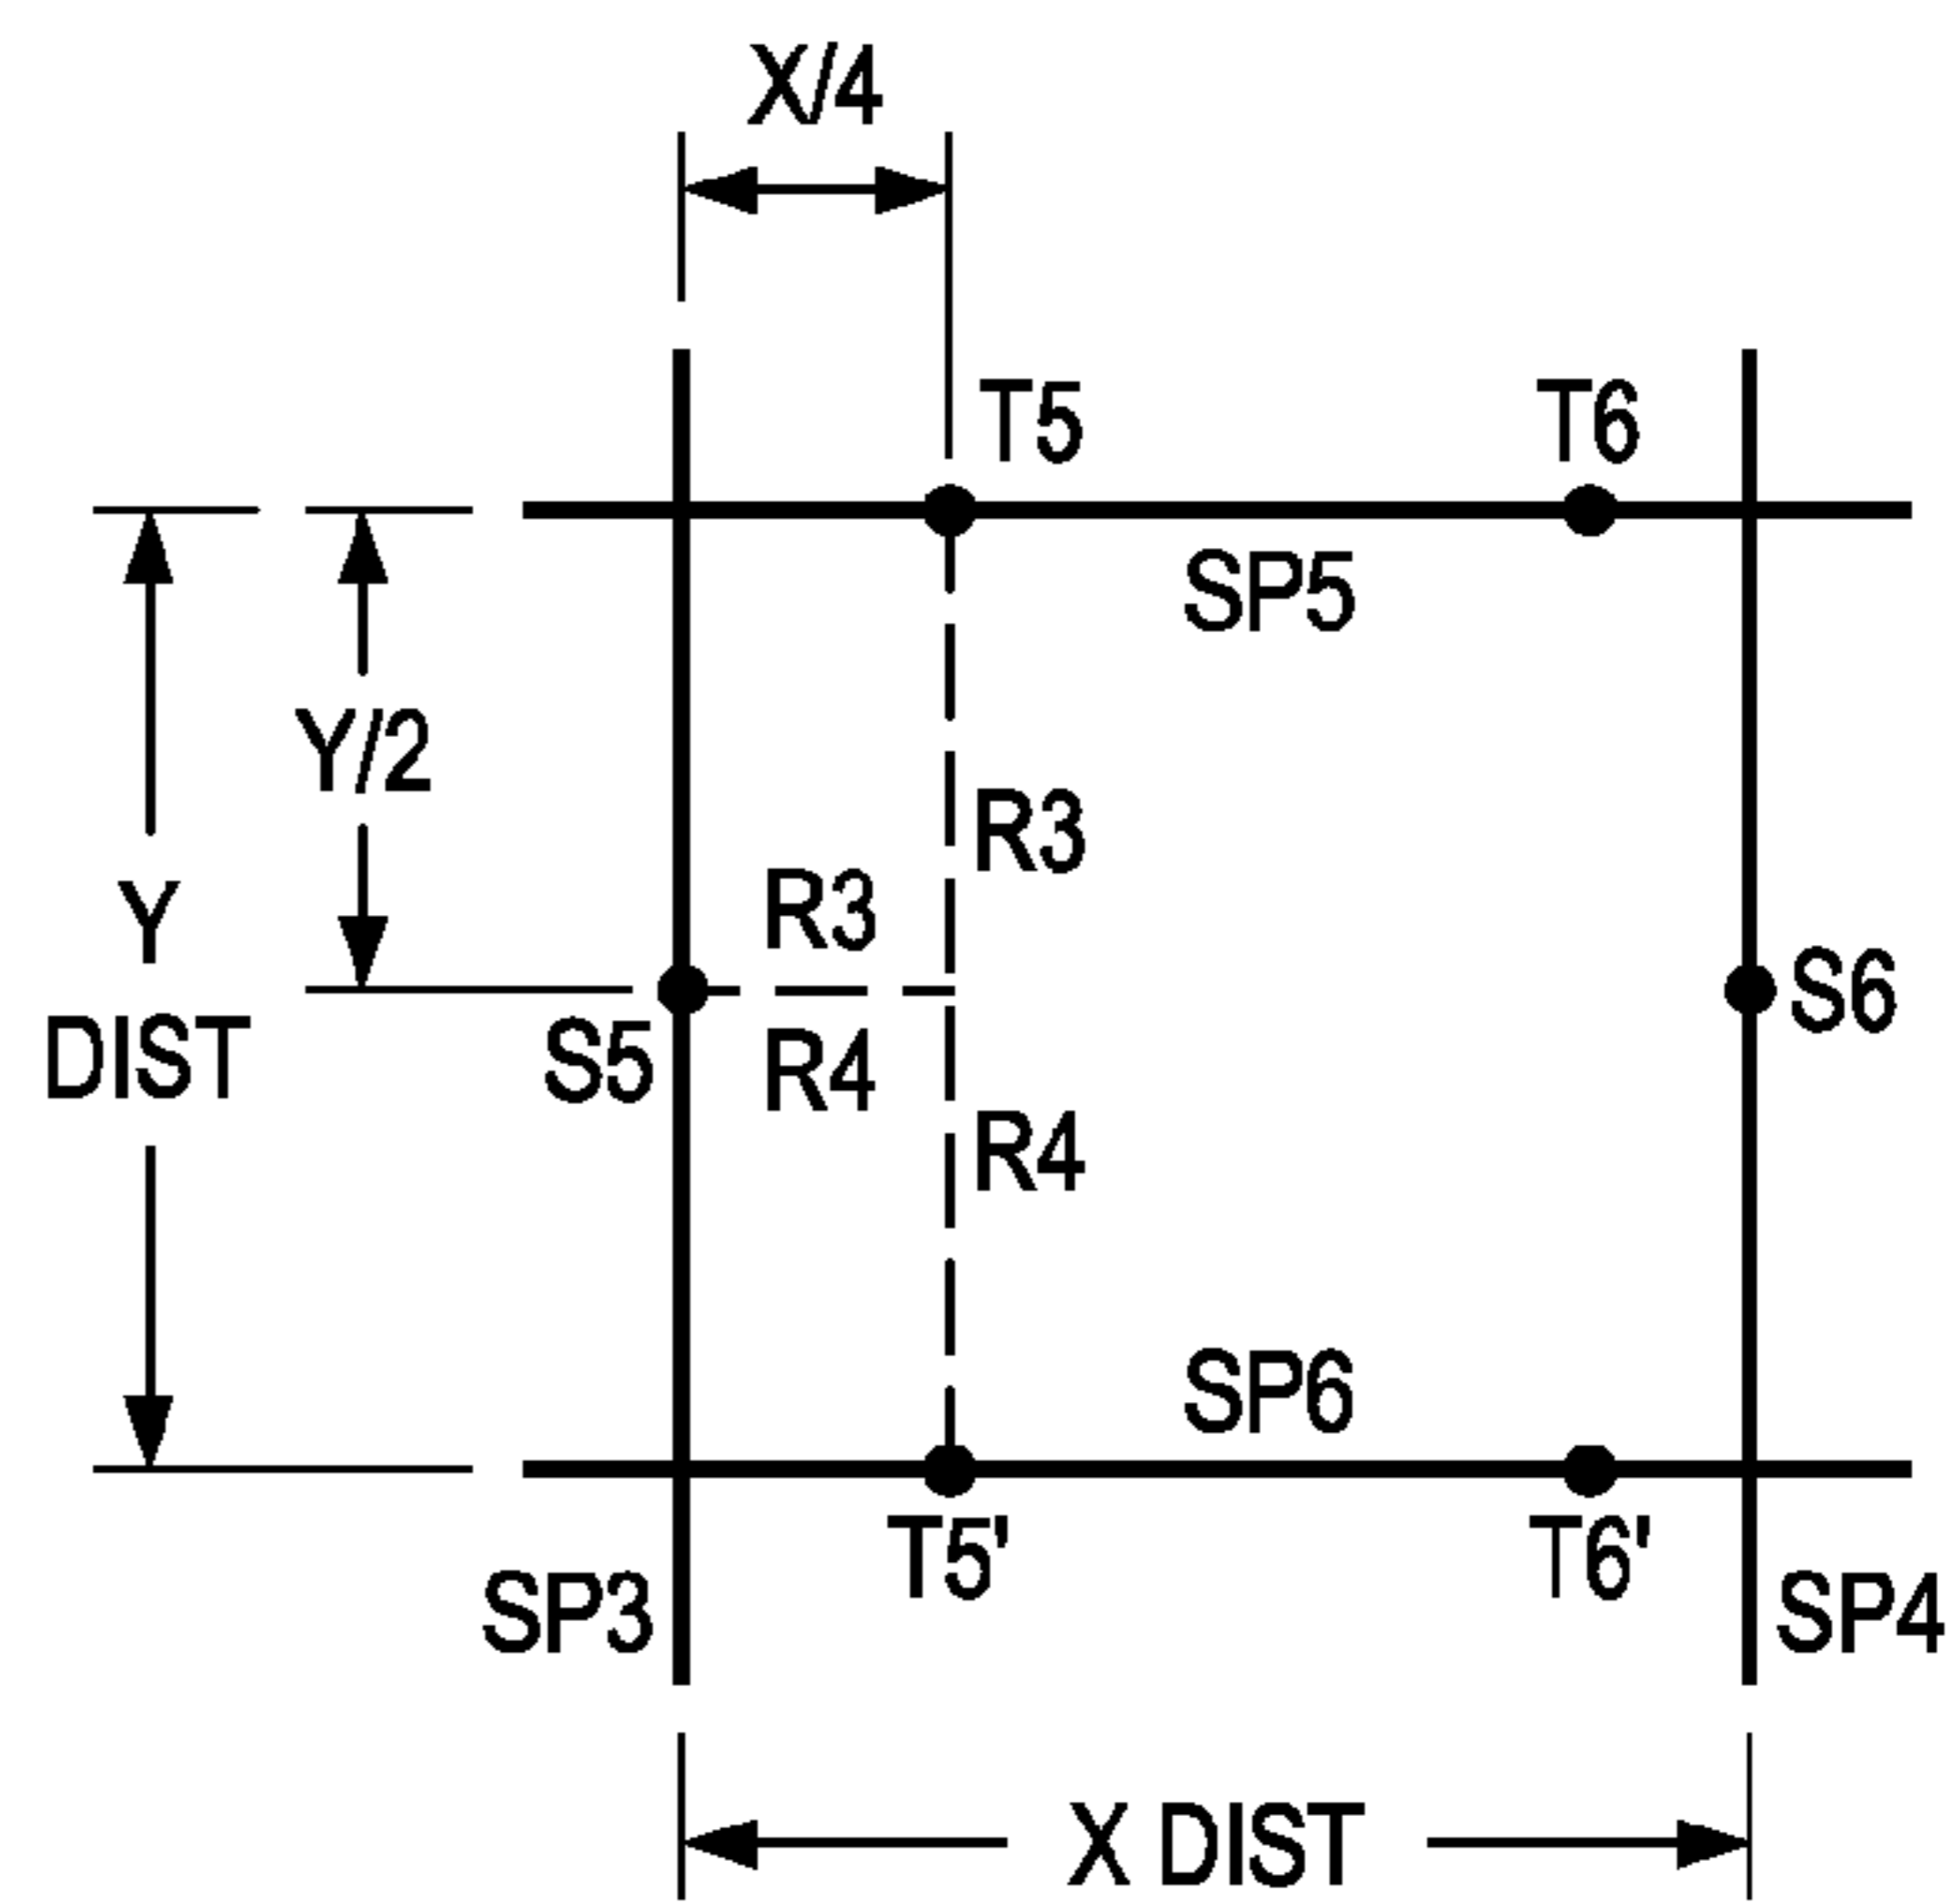 X/4
T5
T6
SP5
Y/2
R3
R3
Y
DIST
S5
S6
R4
R4
SP6
T5'
T6'
SP3
SP4
X DIST